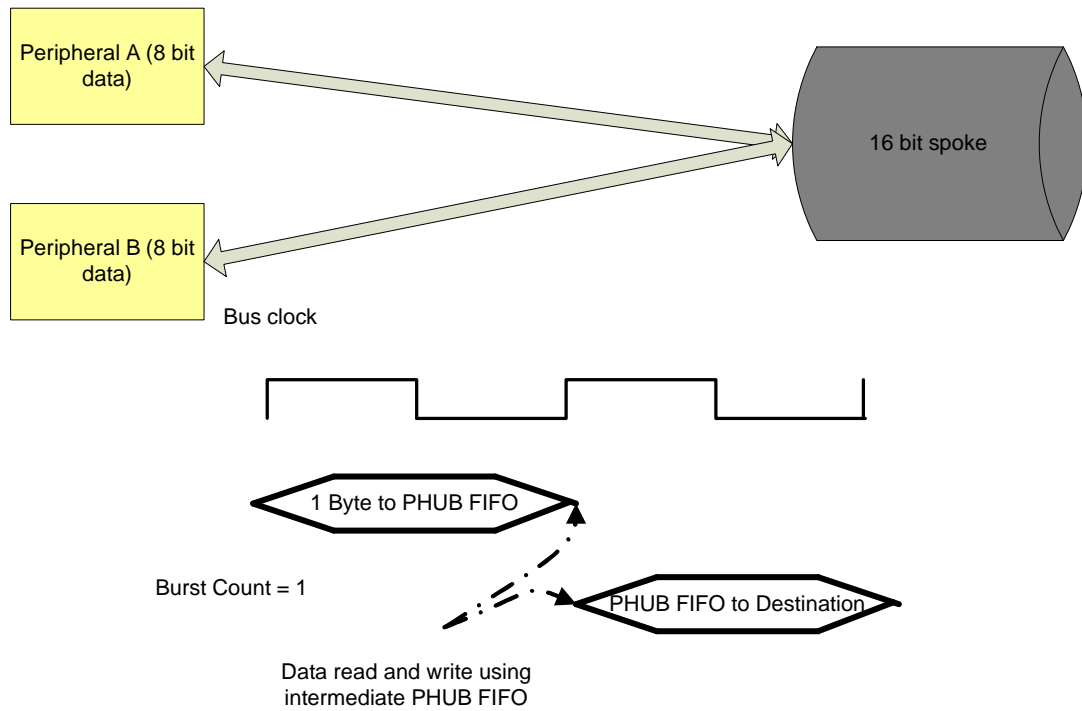 Peripheral A (8 bit
data)
16 bit spoke
Peripheral B (8 bit
data)
Bus clock
1 Byte to PHUB FIFO
Burst Count = 1
PHUB FIFO to Destination
Data read and write using
intermediate PHUB FIFO